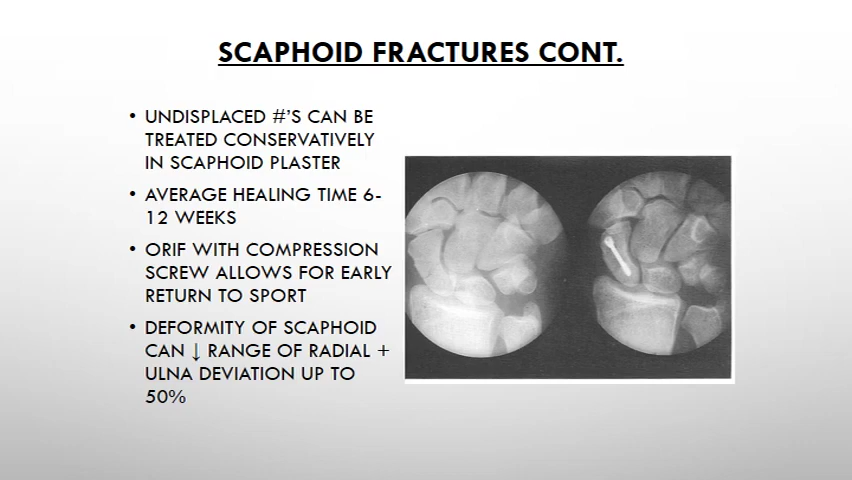 SCAPHOID FRACTURES CONT.
• UNDISPLACED #'S CAN BE
TREATED CONSERVATIVELY
IN SCAPHOID PLASTER
• AVERAGE HEALING TIME 6-
12 WEEKS
• ORIF WITH COMPRESSION
SCREW ALLOWS FOR EARLY
RETURN TO SPORT
• DEFORMITY OF SCAPHOID
CAN ↓ RANGE OF RADIAL +
ULNA DEVIATION UP TO
50%